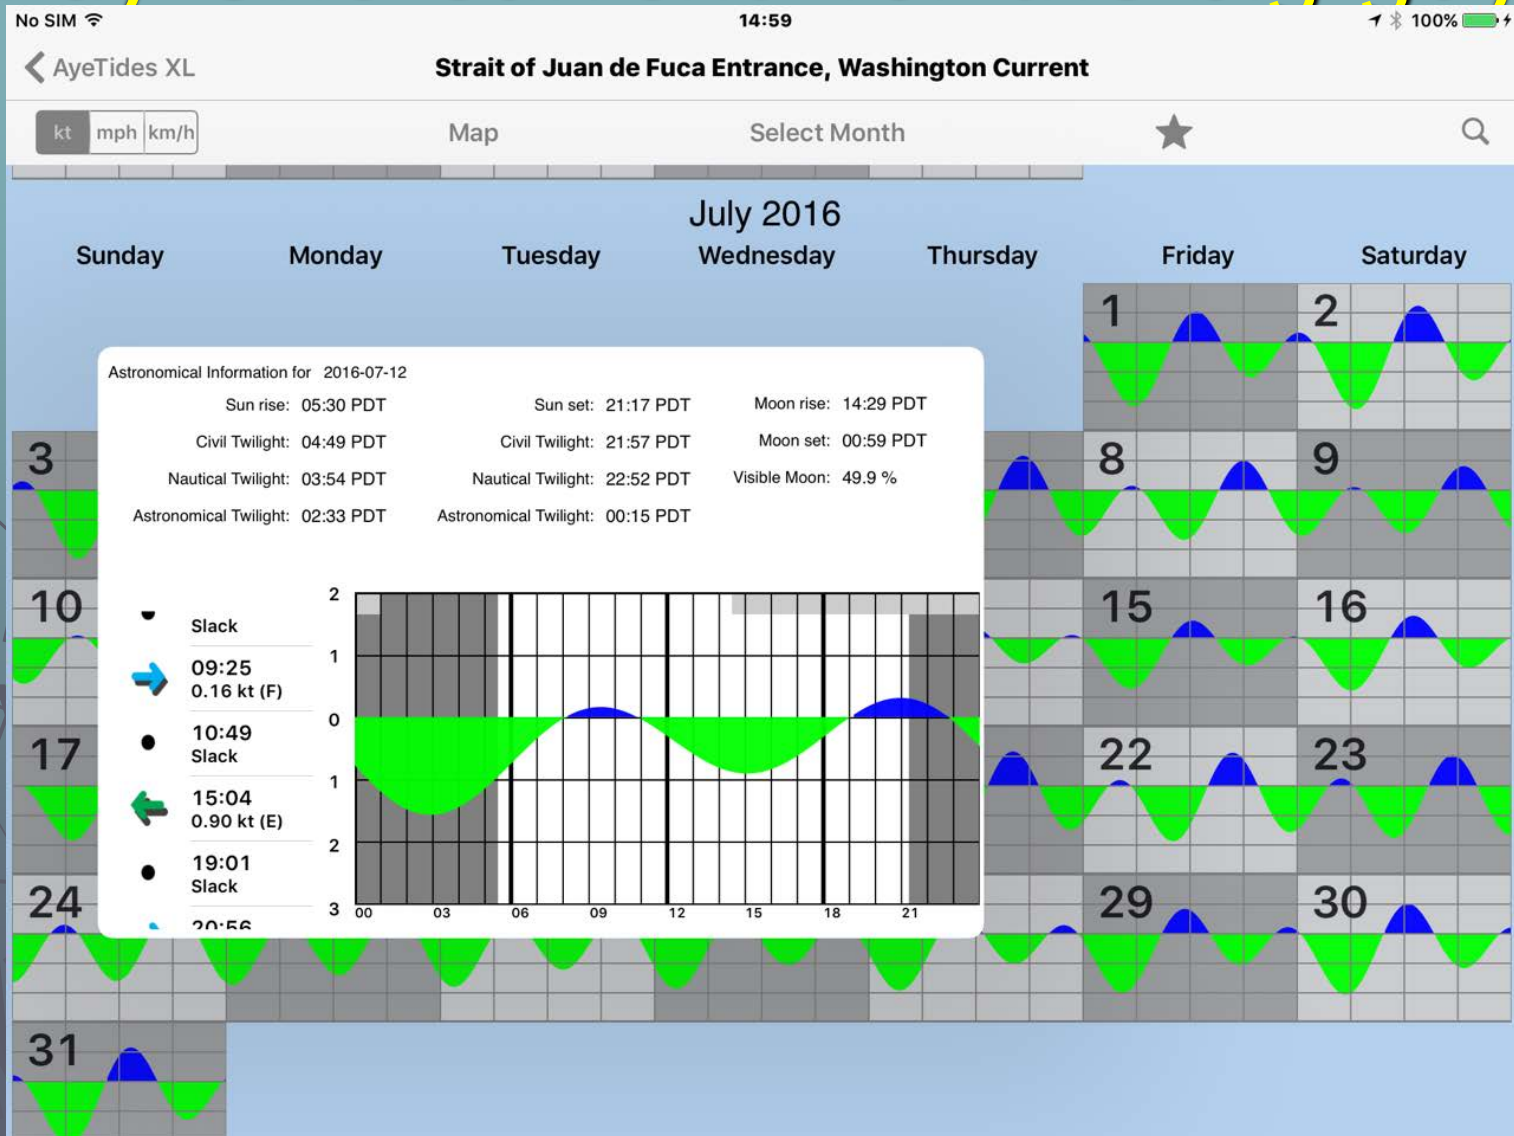 No SIM 14:59 100%
AyeTides XL Strait of Juan de Fuca Entrance, Washington Current
kt mph km/h Map Select Month
July 2016
Sunday Monday Tuesday Wednesday Thursday Friday Saturday
1 2
Astronomical Information for 2016-07-12
Sun rise: 05:30 PDT Sun set: 21:17 PDT Moon rise: 14:29 PDT
Civil Twilight: 04:49 PDT Civil Twilight: 21:57 PDT Moon set: 00:59 PDT
Nautical Twilight: 03:54 PDT Nautical Twilight: 22:52 PDT Visible Moon: 49.9 %
Astronomical Twilight: 02:33 PDT Astronomical Twilight: 00:15 PDT
3 8 9
10 15 16
17 22 23
24 29 30
31
Slack
09:25
0.16 kt (F)
10:49
Slack
15:04
0.90 kt (E)
19:01
Slack
20:56
2
1
0
1
2
3
00 03 06 09 12 15 18 21